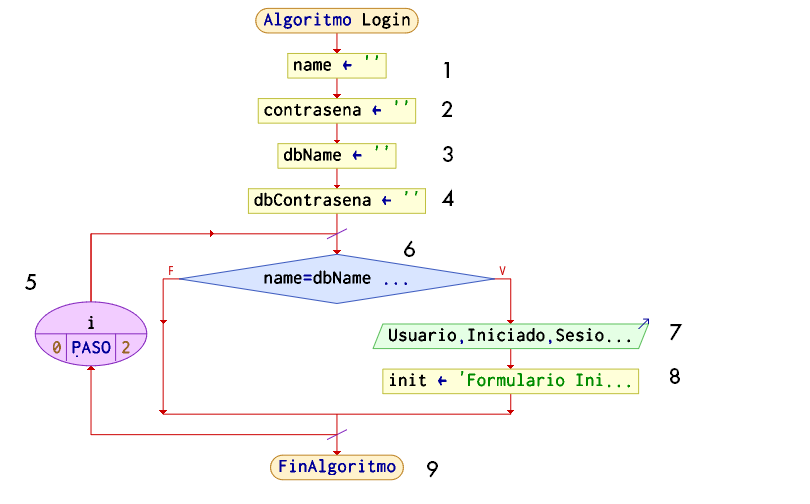 Algoritmo Login
name ← '' 1
contrasena ← '' 2
dbName ← '' 3
dbContrasena ← '' 4
6
5 F name=dbName ... V
i
0 PASO 2
Usuario,Iniciado,Sesio... 7
init ← 'Formulario Ini... 8
FinAlgoritmo 9